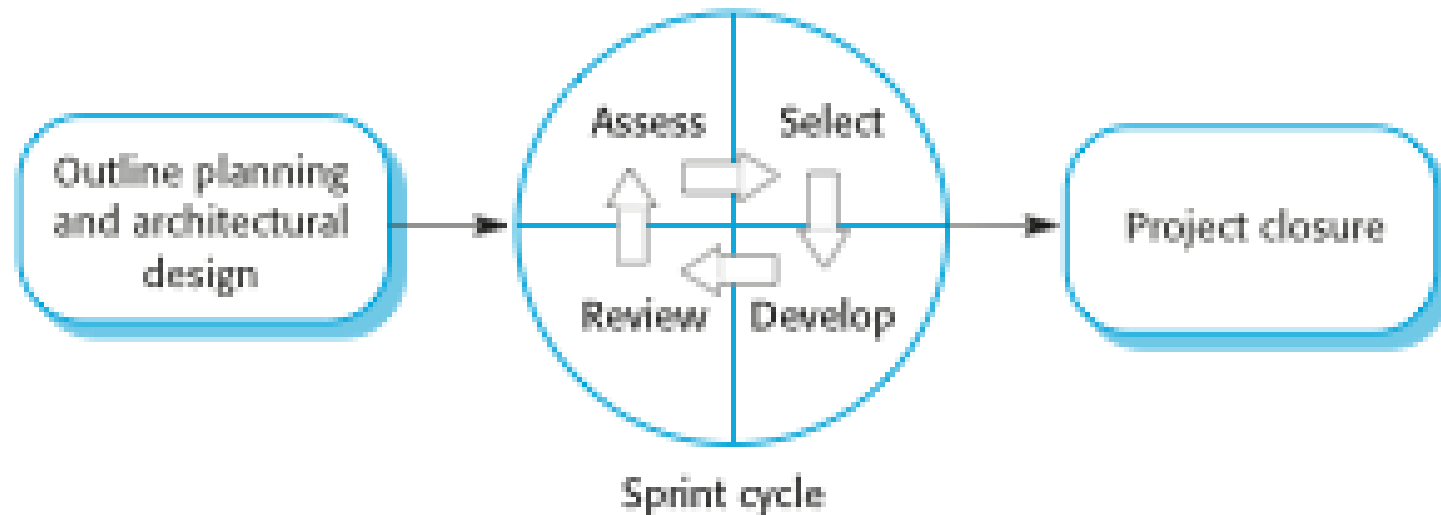 Outline planning
and architectural
design
Assess
Select
Review
Develop
Sprint cycle
Project closure